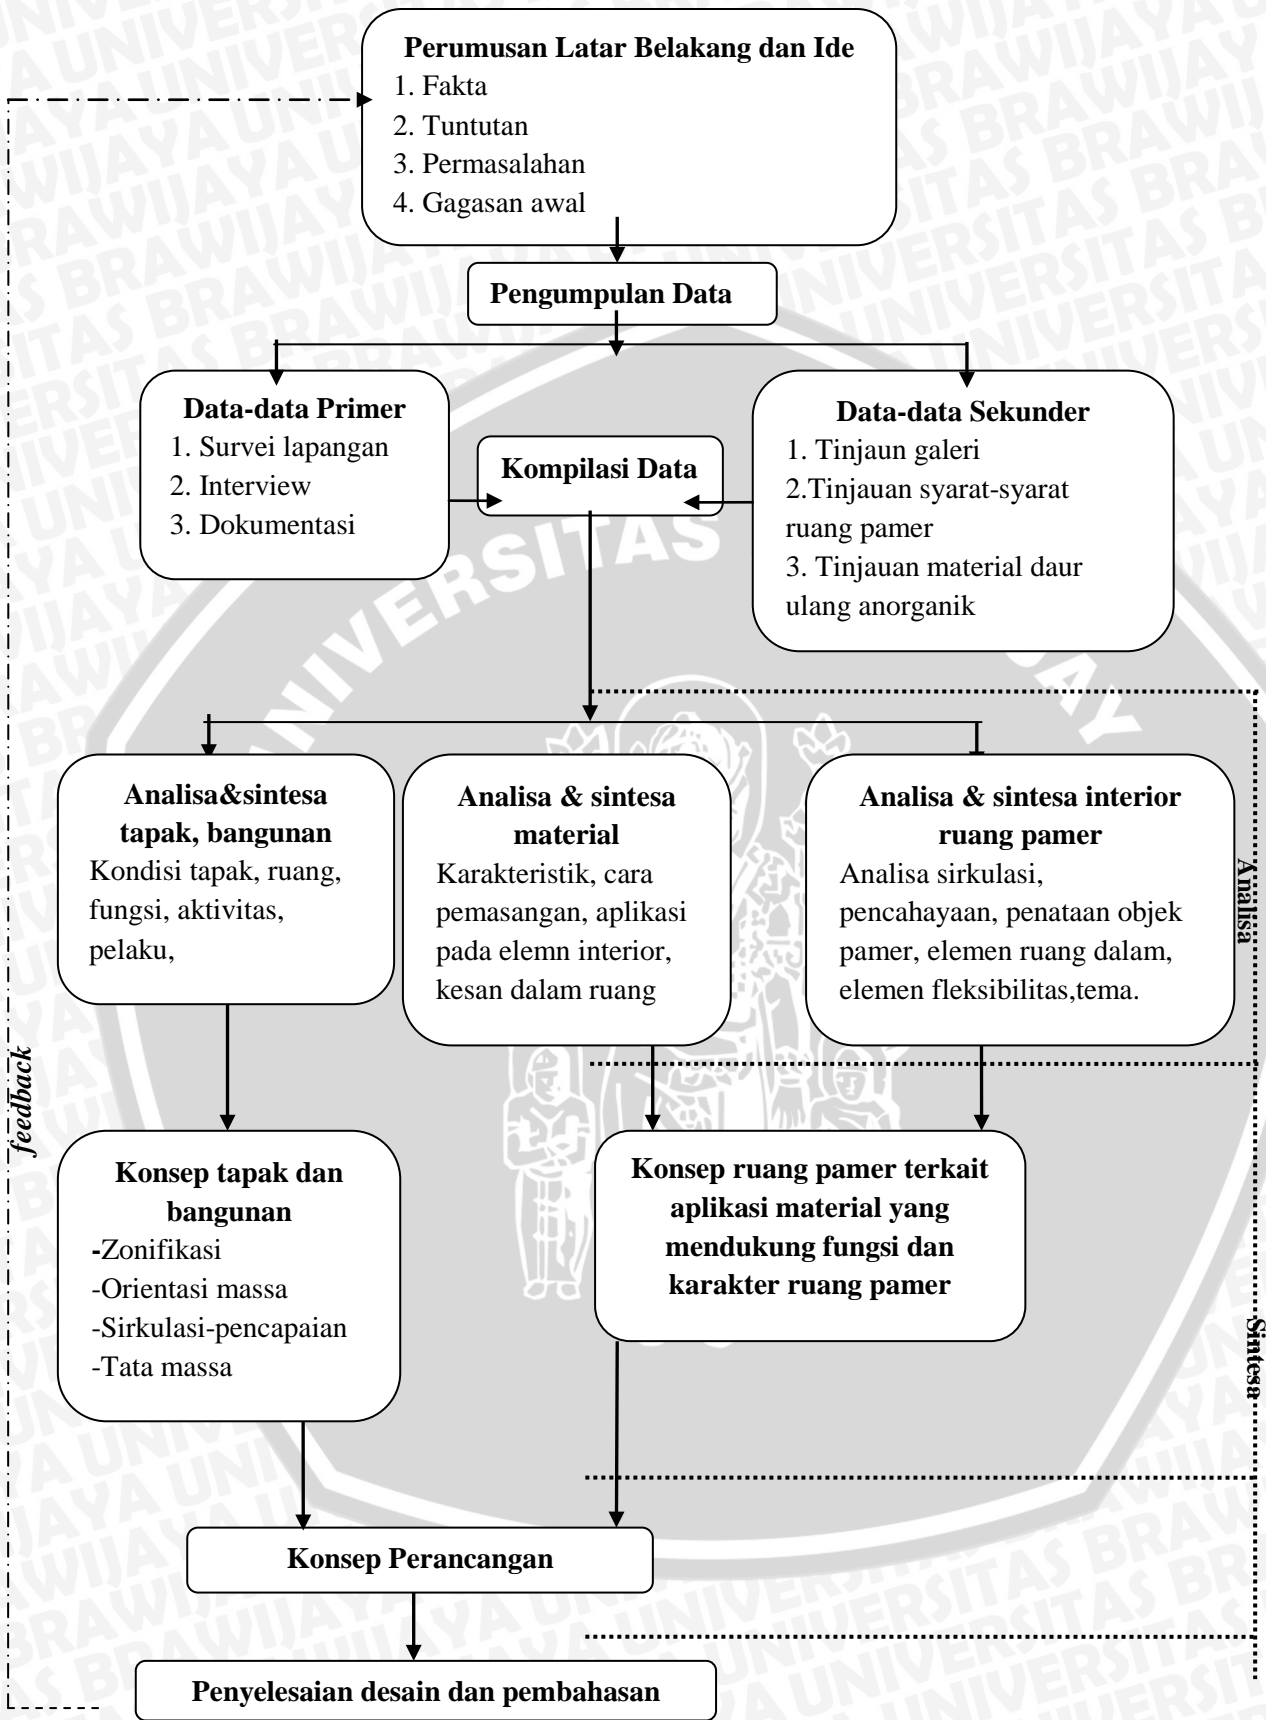 Perumusan Latar Belakang dan Ide
1. Fakta
2. Tuntutan
3. Permasalahan
4. Gagasan awal
Pengumpulan Data
Data-data Primer
1. Survei lapangan
2. Interview
3. Dokumentasi
Kompilasi Data
Data-data Sekunder
1. Tinjaun galeri
2.Tinjauan syarat-syarat
ruang pamer
3. Tinjauan material daur
ulang anorganik
Analisa&sintesa
tapak, bangunan
Kondisi tapak, ruang,
fungsi, aktivitas,
pelaku,
Analisa & sintesa
material
Karakteristik, cara
pemasangan, aplikasi
pada elemn interior,
kesan dalam ruang
Analisa & sintesa interior
ruang pamer
Analisa sirkulasi,
pencahayaan, penataan objek
pamer, elemen ruang dalam,
elemen fleksibilitas,tema.
Analisa
feedback
Konsep tapak dan
bangunan
-Zonifikasi
-Orientasi massa
-Sirkulasi-pencapaian
-Tata massa
Konsep ruang pamer terkait
aplikasi material yang
mendukung fungsi dan
karakter ruang pamer
Sintesa
Konsep Perancangan
Penyelesaian desain dan pembahasan